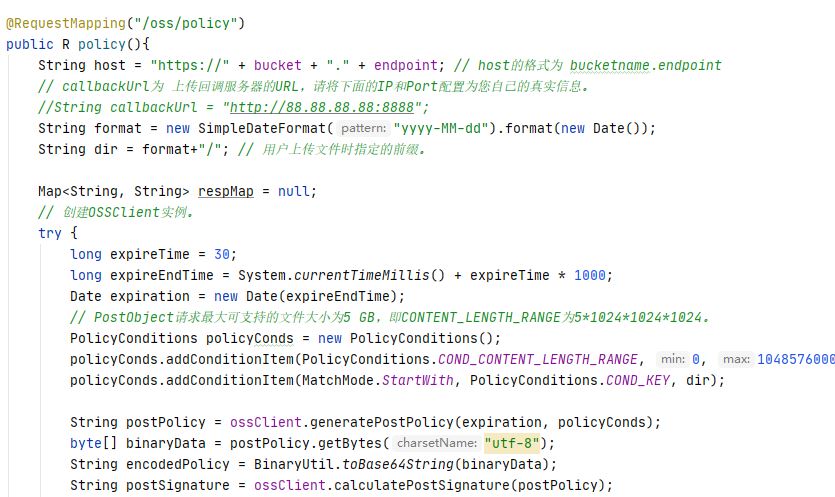 @RequestMapping("/oss/policy")
public R policy(){
String host = "https://" + bucket + "." + endpoint; // host的格式为 bucketname.endpoint
// callbackUrl为 上传回调服务器的URL，请将下面的IP和Port配置为您自己的真实信息。
//String callbackUrl = "http://88.88.88.88:8888";
String format = new SimpleDateFormat( pattern: "yyyy-MM-dd").format(new Date());
String dir = format+"/"; // 用户上传文件时指定的前缀。
Map<String, String> respMap = null;
// 创建OSSClient实例。
try {
long expireTime = 30;
long expireEndTime = System.currentTimeMillis() + expireTime * 1000;
Date expiration = new Date(expireEndTime);
// PostObject请求最大可支持的文件大小为5 GB，即CONTENT_LENGTH_RANGE为5*1024*1024*1024。
PolicyConditions policyConds = new PolicyConditions();
policyConds.addConditionItem(PolicyConditions.COND_CONTENT_LENGTH_RANGE, min: 0, max: 1048576000
policyConds.addConditionItem(MatchMode.StartWith, PolicyConditions.COND_KEY, dir);
String postPolicy = ossClient.generatePostPolicy(expiration, policyConds);
byte[] binaryData = postPolicy.getBytes( charsetName: "utf-8");
String encodedPolicy = BinaryUtil.toBase64String(binaryData);
String postSignature = ossClient.calculatePostSignature(postPolicy);